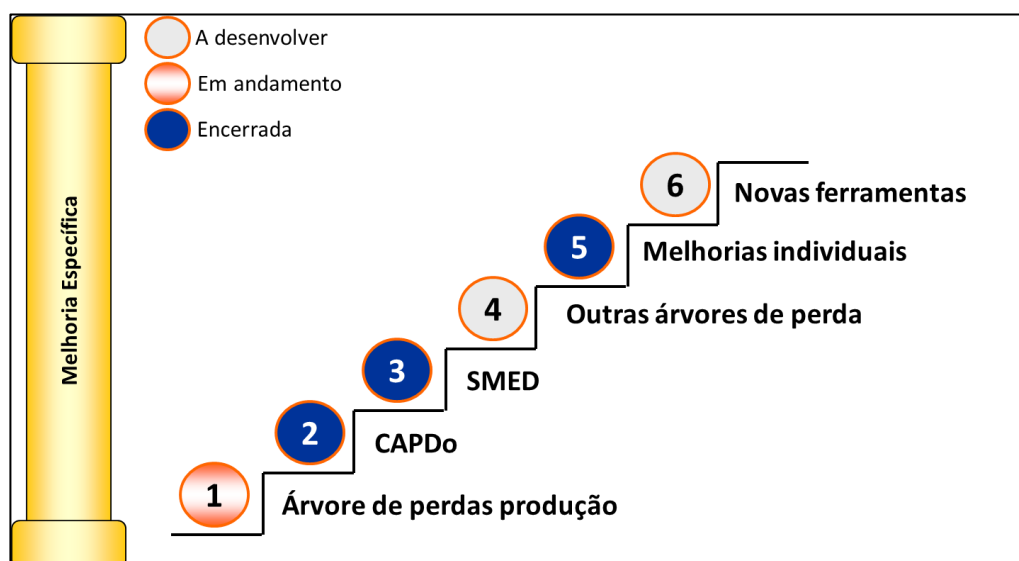 A desenvolver
Em andamento
Encerrada
Melhoria Específica
6
Novas ferramentas
5
Melhorias individuais
4
Outras árvores de perda
3
SMED
2
CAPDo
1
Árvore de perdas produção